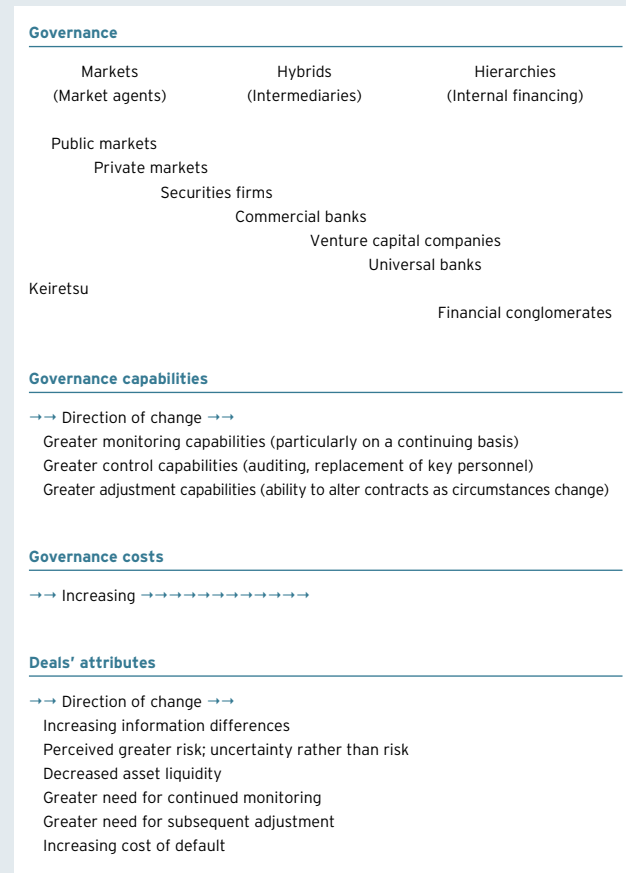 Governance
Markets Hybrids Hierarchies
(Market agents) (Intermediaries) (Internal financing)
Public markets
Private markets
Securities firms
Commercial banks
Venture capital companies
Universal banks
Keiretsu
Financial conglomerates
Governance capabilities
→→ Direction of change →→
Greater monitoring capabilities (particularly on a continuing basis)
Greater control capabilities (auditing, replacement of key personnel)
Greater adjustment capabilities (ability to alter contracts as circumstances change)
Governance costs
→→ Increasing →→→→→→→→→→→→
Deals’ attributes
→→ Direction of change →→
Increasing information differences
Perceived greater risk; uncertainty rather than risk
Decreased asset liquidity
Greater need for continued monitoring
Greater need for subsequent adjustment
Increasing cost of default